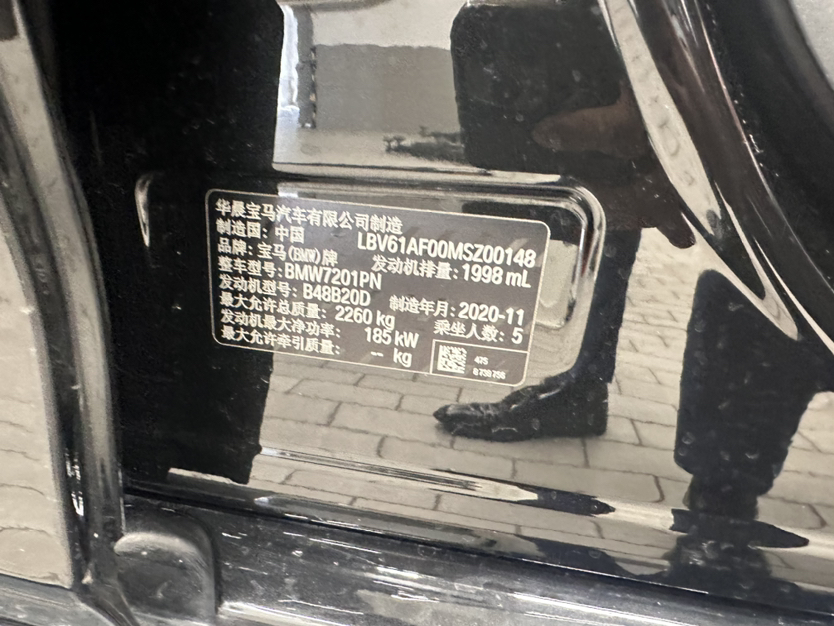 华晨宝马汽车有限公司制造
制造国：中国 LBV61AF00MSZ00148
品牌：宝马(BMW)牌 发动机排量：1998 mL
整车型号：BMW7201PN
发动机型号：B48B20D 制造年月：2020-11
最大允许总质量： 2260 kg 乘坐人数：5
发动机最大净功率： 185 kW
最大允许牵引质量： -- kg
475
8 738 756